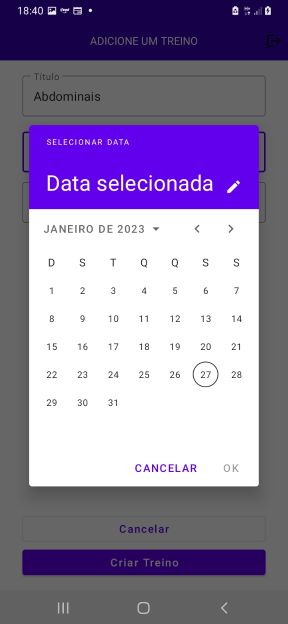 18:40
ADICIONE UM TREINO
Título
Abdominais
SELECIONAR DATA
Data selecionada
JANEIRO DE 2023
D S T Q Q S S
1 2 3 4 5 6 7
8 9 10 11 12 13 14
15 16 17 18 19 20 21
22 23 24 25 26 27 28
29 30 31
CANCELAR OK
Cancelar
Criar Treino